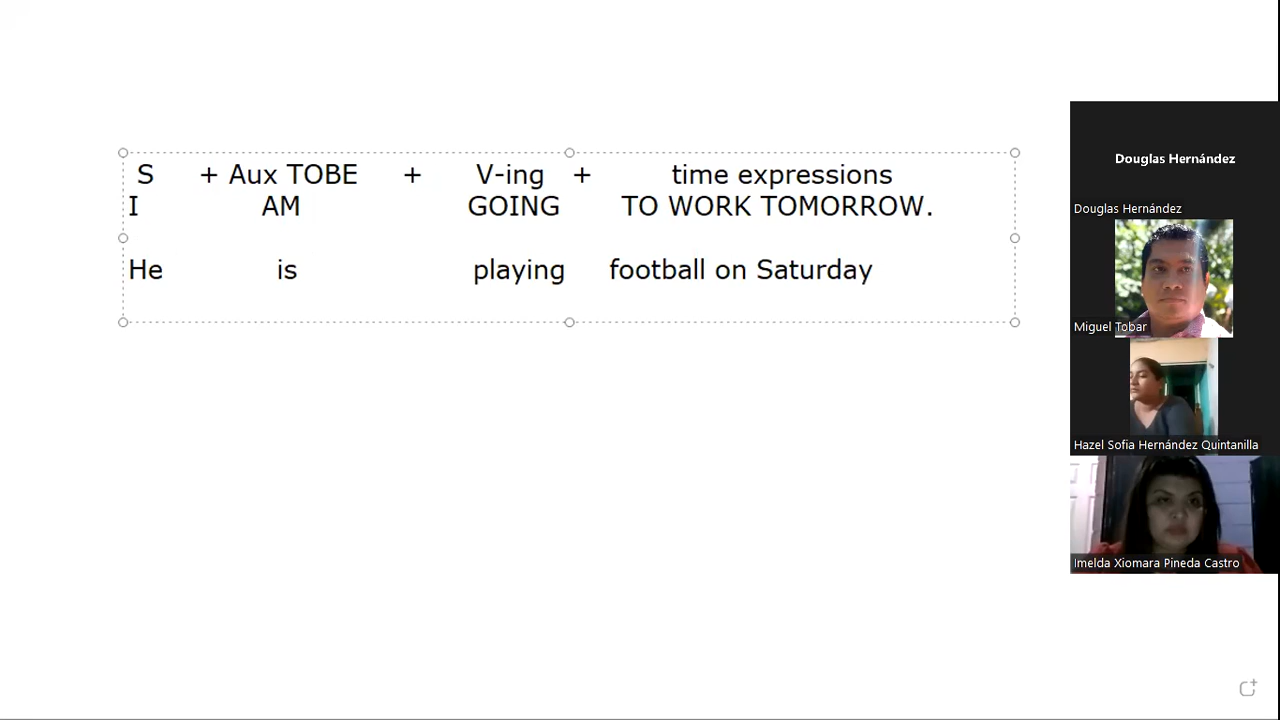 S + Aux TOBE + V-ing + time expressions
I AM GOING TO WORK TOMORROW.
He is playing football on Saturday
Douglas Hernández
Douglas Hernández
Miguel Tobar
Hazel Sofia Hernández Quintanilla
Imelda Xiomara Pineda Castro